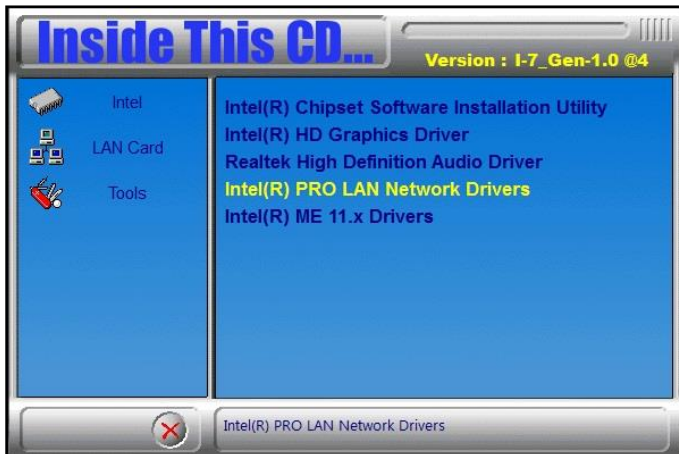 Inside This CD...
Version : I-7_Gen-1.0 @4
Intel
LAN Card
Tools
Intel(R) Chipset Software Installation Utility
Intel(R) HD Graphics Driver
Realtek High Definition Audio Driver
Intel(R) PRO LAN Network Drivers
Intel(R) ME 11.x Drivers
Intel(R) PRO LAN Network Drivers